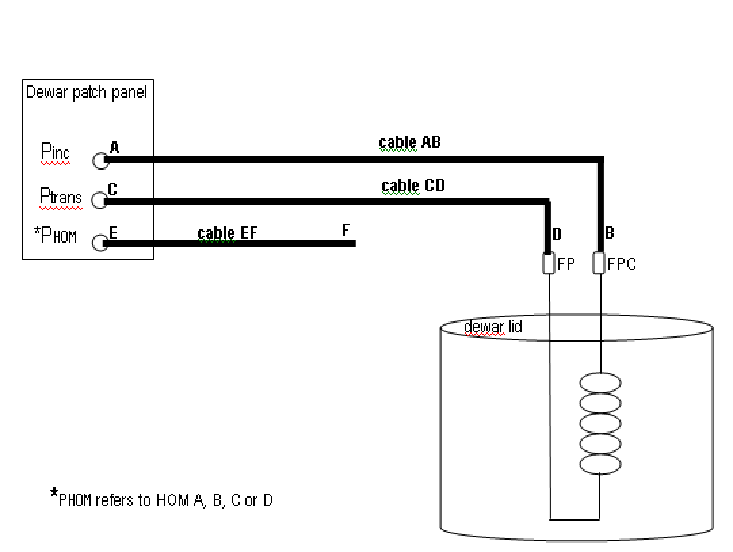 Dewar patch panel
cable AB
Pinc A
cable CD
Ptrans C
*PHOM E cable EF F
D B
FP FPC
dewar lid
*PHOM refers to HOM A, B, C or D